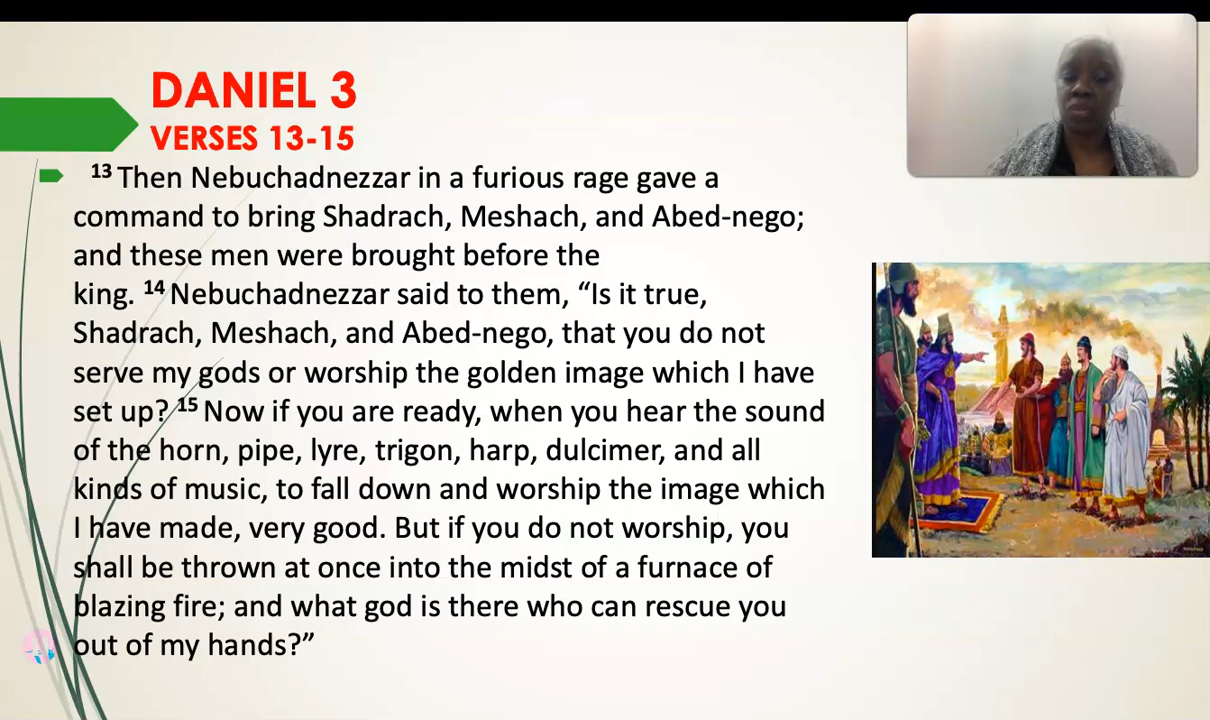 DANIEL 3
VERSES 13-15
13 Then Nebuchadnezzar in a furious rage gave a
command to bring Shadrach, Meshach, and Abed-nego;
and these men were brought before the
king. 14 Nebuchadnezzar said to them, “Is it true,
Shadrach, Meshach, and Abed-nego, that you do not
serve my gods or worship the golden image which I have
set up? 15 Now if you are ready, when you hear the sound
of the horn, pipe, lyre, trigon, harp, dulcimer, and all
kinds of music, to fall down and worship the image which
I have made, very good. But if you do not worship, you
shall be thrown at once into the midst of a furnace of
blazing fire; and what god is there who can rescue you
out of my hands?”